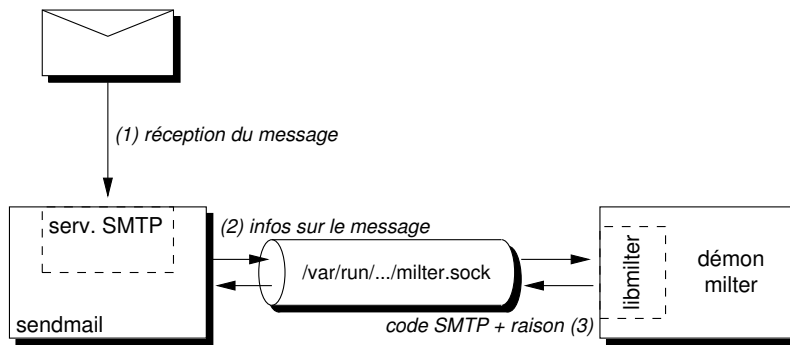 (1) réception du message
serv. SMTP
(2) infos sur le message
/var/run/.../milter.sock
libmilter
démon
milter
sendmail
code SMTP + raison (3)